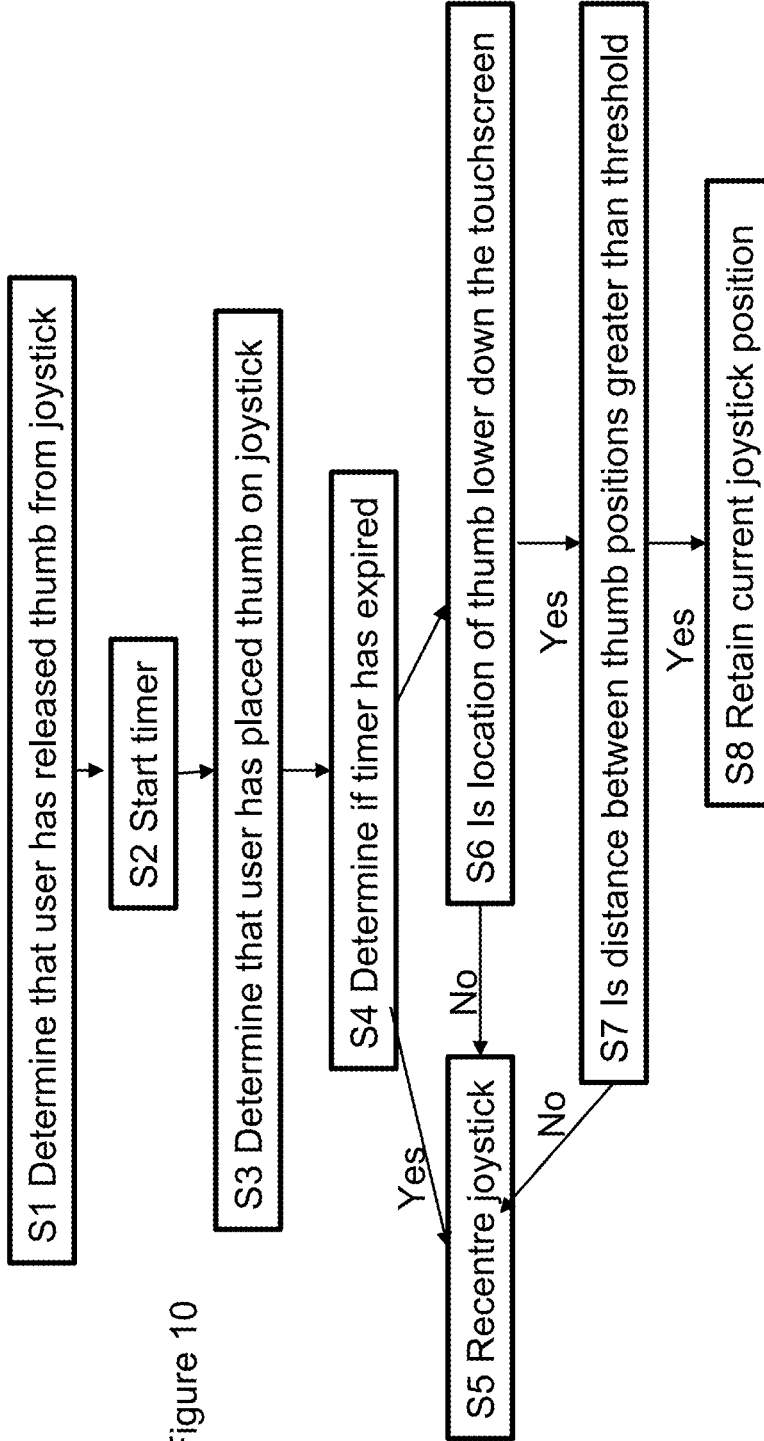 Figure 10
S1 Determine that user has released thumb from joystick
S2 Start timer
S3 Determine that user has placed thumb on joystick
S4 Determine if timer has expired
Yes
S5 Recentre joystick
No
S6 Is location of thumb lower down the touchscreen
Yes
No
S7 Is distance between thumb positions greater than threshold
Yes
S8 Retain current joystick position